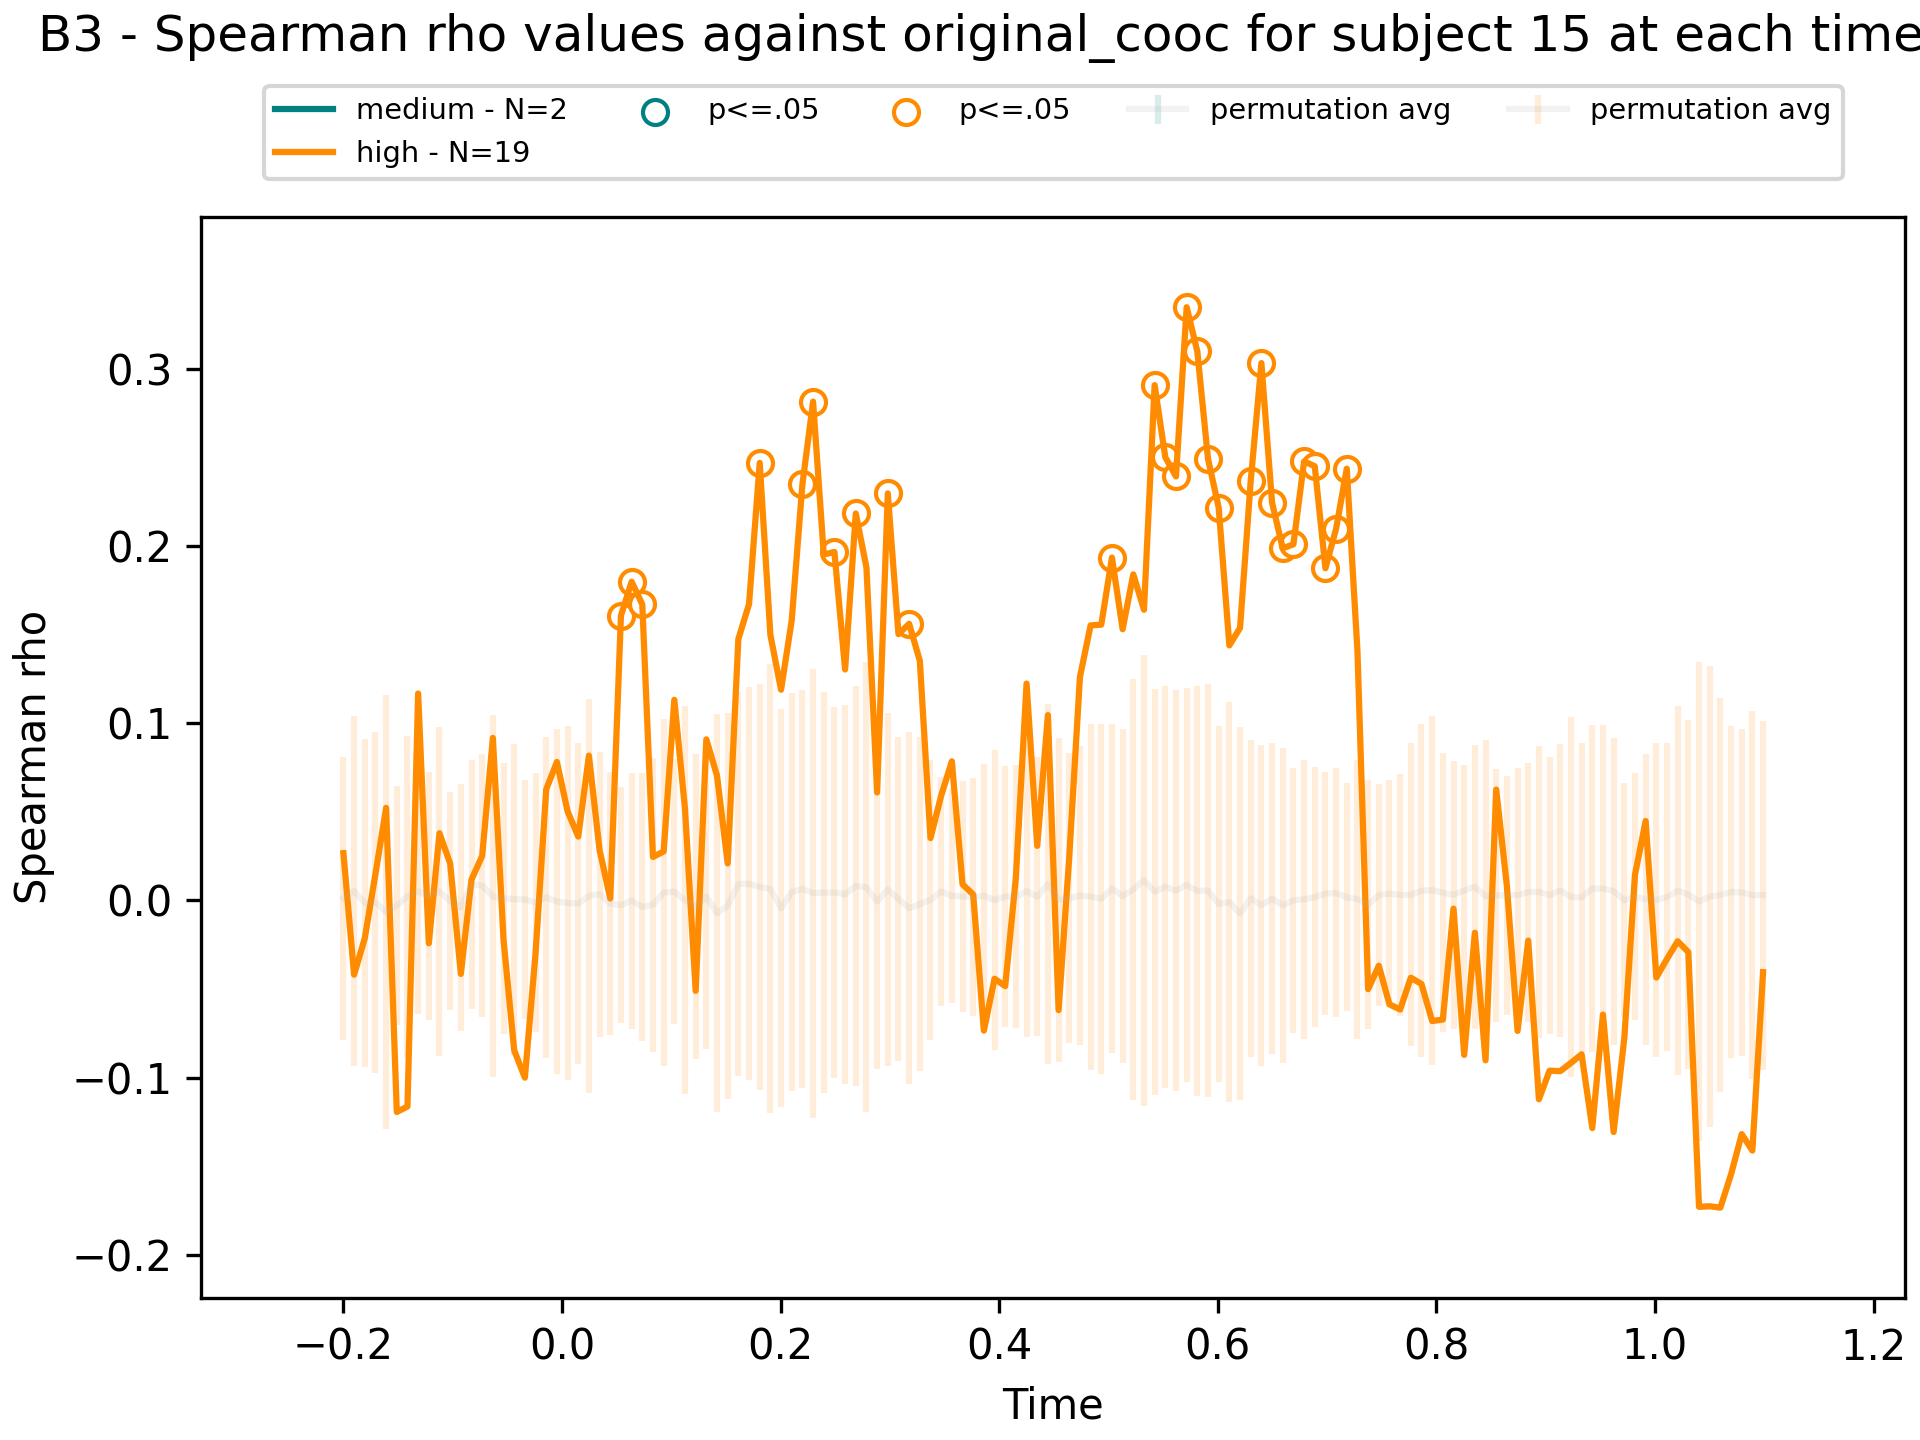 B3 - Spearman rho values against original_cooc for subject 15 at each time
medium - N=2
high - N=19
p<=.05
p<=.05
permutation avg
permutation avg
Spearman rho
0.3
0.2
0.1
0.0
−0.1
−0.2
−0.2 0.0 0.2 0.4 0.6 0.8 1.0 1.2
Time